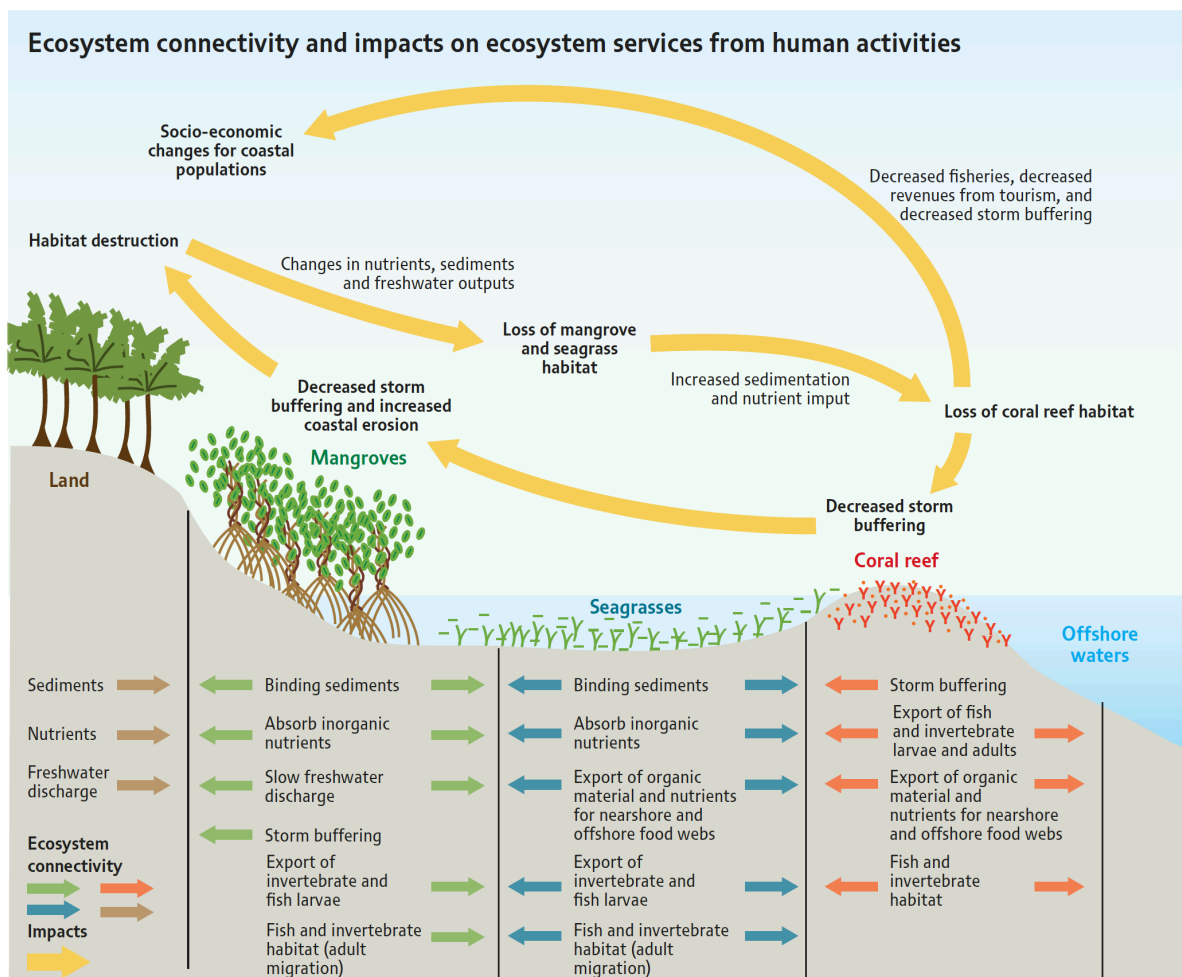 Ecosystem connectivity and impacts on ecosystem services from human activities
Socio-economic
changes for coastal
populations
Decreased fisheries, decreased
revenues from tourism, and
decreased storm buffering
Habitat destruction
Changes in nutrients, sediments
and freshwater outputs
Loss of mangrove
and seagrass
habitat
Increased sedimentation
and nutrient imput
Loss of coral reef habitat
Decreased storm
buffering and increased
coastal erosion
Mangroves
Land
Decreased storm
buffering
Coral reef
Seagrasses
Offshore
waters
Sediments
Nutrients
Freshwater
discharge
Ecosystem
connectivity
Impacts
Binding sediments
Absorb inorganic
nutrients
Slow freshwater
discharge
Storm buffering
Export of
invertebrate and
fish larvae
Fish and invertebrate
habitat (adult
migration)
Binding sediments
Absorb inorganic
nutrients
Export of organic
material and nutrients
for nearshore and
offshore food webs
Export of
invertebrate and
fish larvae
Fish and invertebrate
habitat (adult
migration)
Storm buffering
Export of fish
and invertebrate
larvae and adults
Export of organic
material and
nutrients for nearshore
and offshore food webs
Fish and
invertebrate
habitat